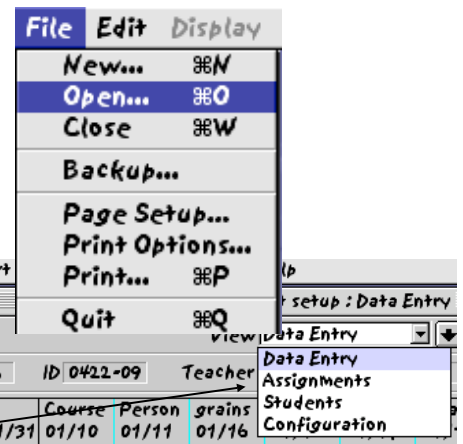 File Edit Display
New... ⌘N
Open... ⌘O
Close ⌘W
Backup...
Page Setup...
Print Options...
Print... ⌘P
Quit ⌘Q
setup : Data Entry
View Data Entry
Data Entry
Assignments
Students
Configuration
ID 0422-09 Teacher
Course Person grains
1/31 01/10 01/11 01/16